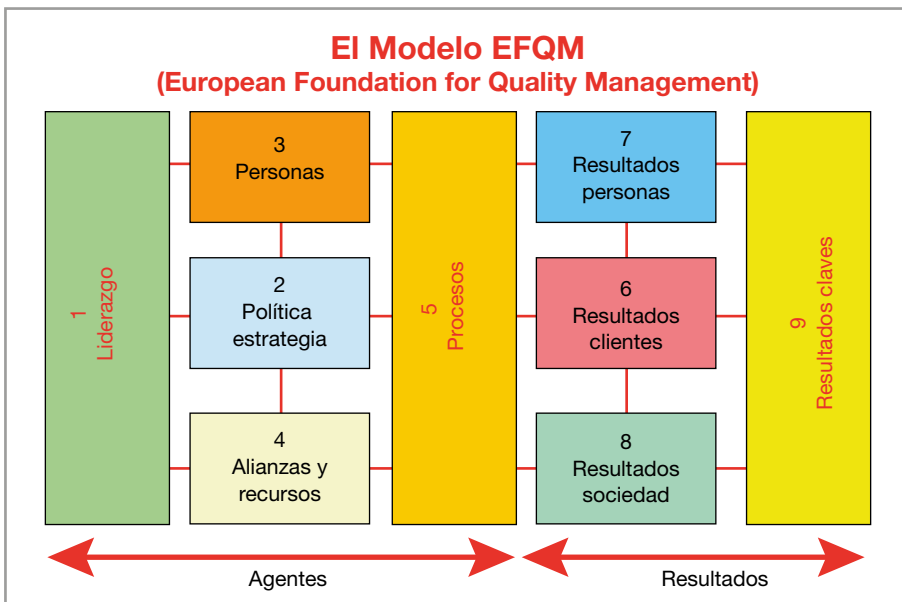 El Modelo EFQM
(European Foundation for Quality Management)
1
Liderazgo
3
Personas
2
Política
estrategia
4
Alianzas y
recursos
5
Procesos
7
Resultados
personas
6
Resultados
clientes
8
Resultados
sociedad
9
Resultados claves
Agentes
Resultados